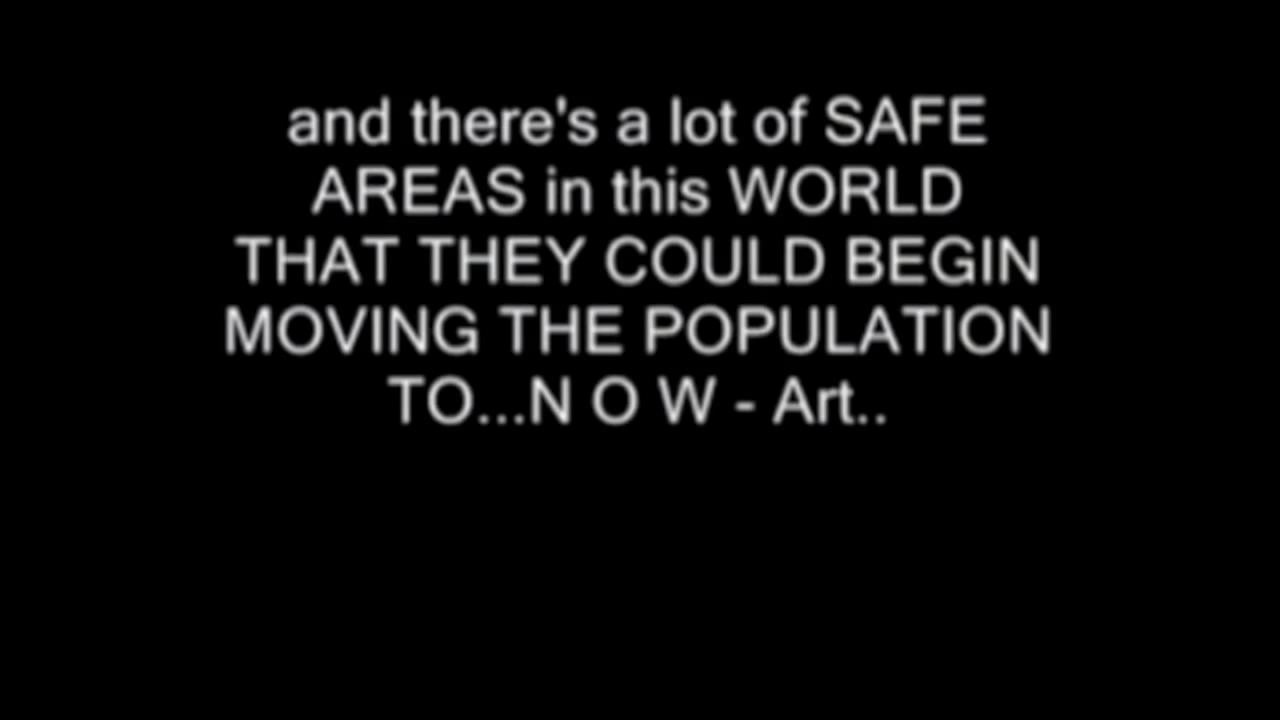 and there's a lot of SAFE
AREAS in this WORLD
THAT THEY COULD BEGIN
MOVING THE POPULATION
TO...N O W - Art..